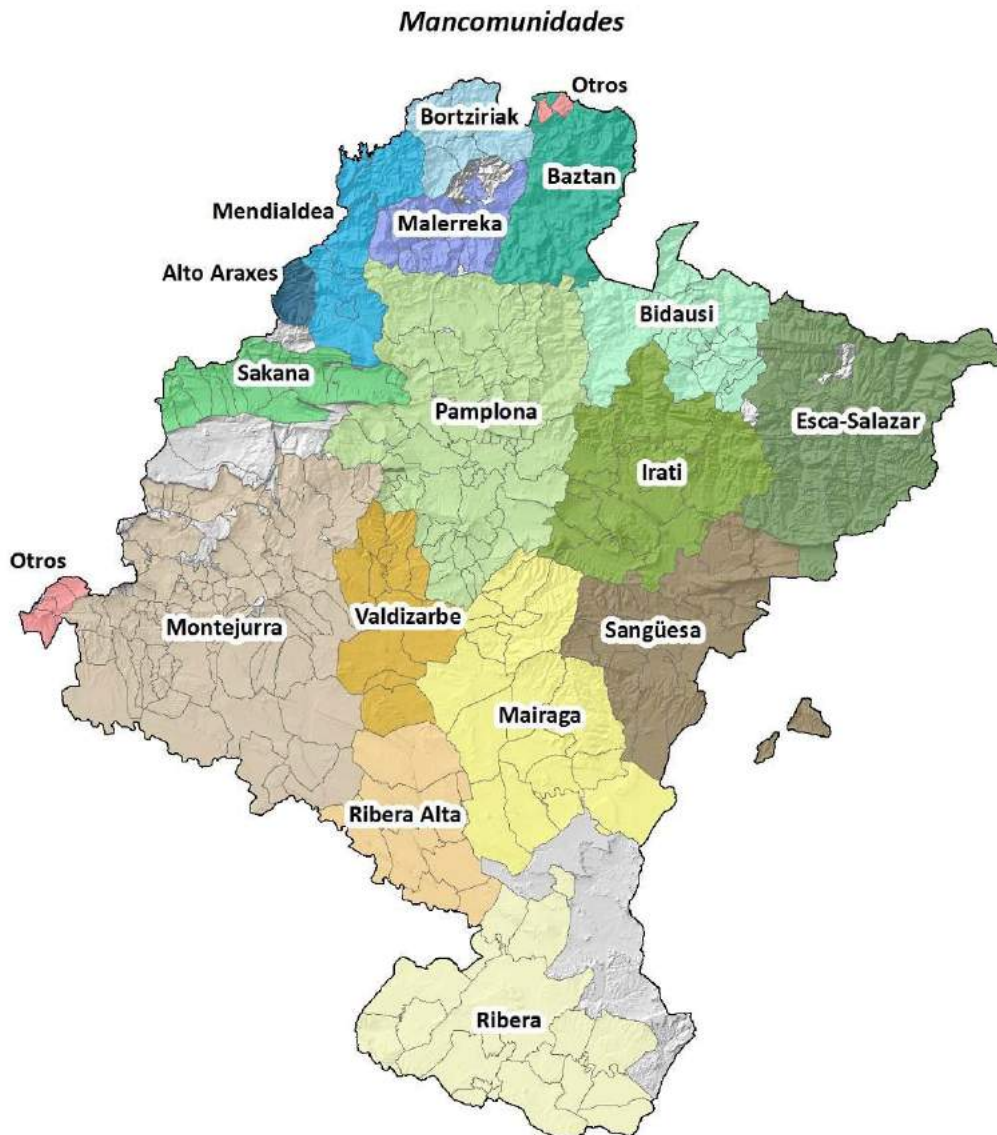 Mancomunidades
Otros
Bortziriak
Baztan
Mendialdea
Malerreka
Alto Araxes
Bidausi
Sakana
Pamplona
Esca-Salazar
Irati
Otros
Montejurra
Valdizarbe
Sangüesa
Mairaga
Ribera Alta
Ribera